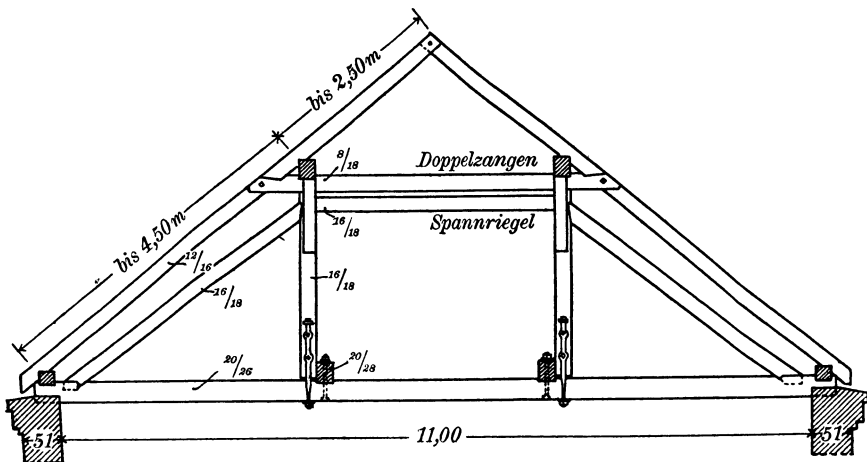 bis 2,50m
8/18
Doppelzangen
16/18
Spannriegel
bis 4,50m
12/16
16/18
16/18
20/26
20/28
51
11,00
51